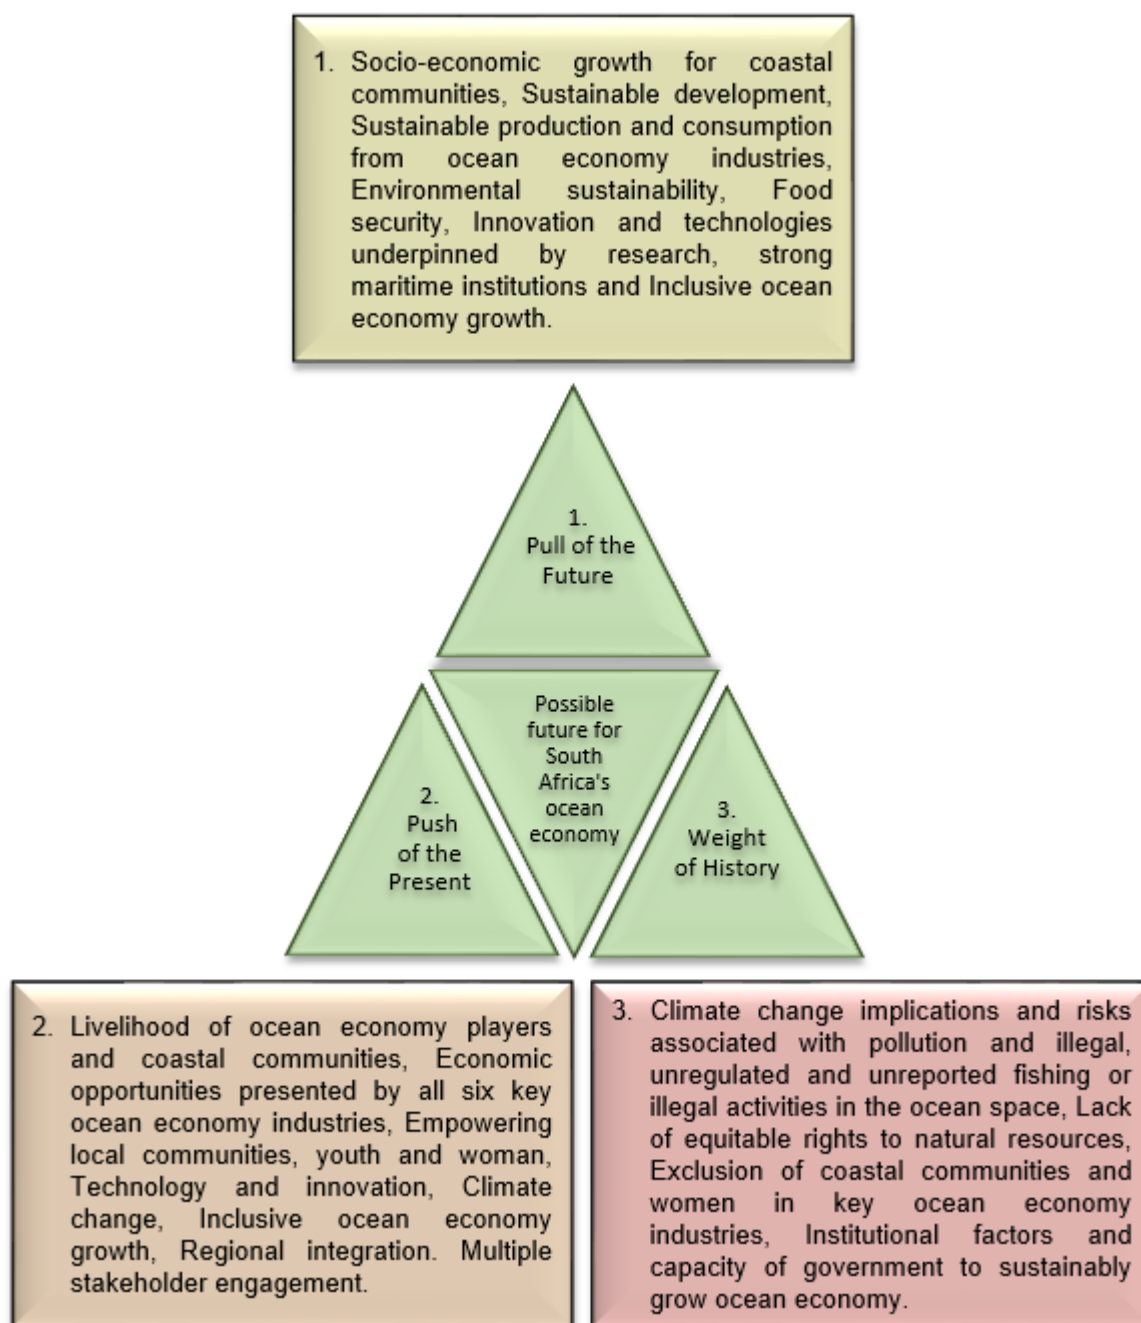 1. Socio-economic growth for coastal
communities, Sustainable development,
Sustainable production and consumption
from ocean economy industries,
Environmental sustainability, Food
security, Innovation and technologies
underpinned by research, strong
maritime institutions and Inclusive ocean
economy growth.
1.
Pull of the
Future
Possible
future for
South
Africa's
ocean
economy
2.
Push
of the
Present
3.
Weight
of History
2. Livelihood of ocean economy players
and coastal communities, Economic
opportunities presented by all six key
ocean economy industries, Empowering
local communities, youth and woman,
Technology and innovation, Climate
change, Inclusive ocean economy
growth, Regional integration. Multiple
stakeholder engagement.
3. Climate change implications and risks
associated with pollution and illegal,
unregulated and unreported fishing or
illegal activities in the ocean space, Lack
of equitable rights to natural resources,
Exclusion of coastal communities and
women in key ocean economy
industries, Institutional factors and
capacity of government to sustainably
grow ocean economy.